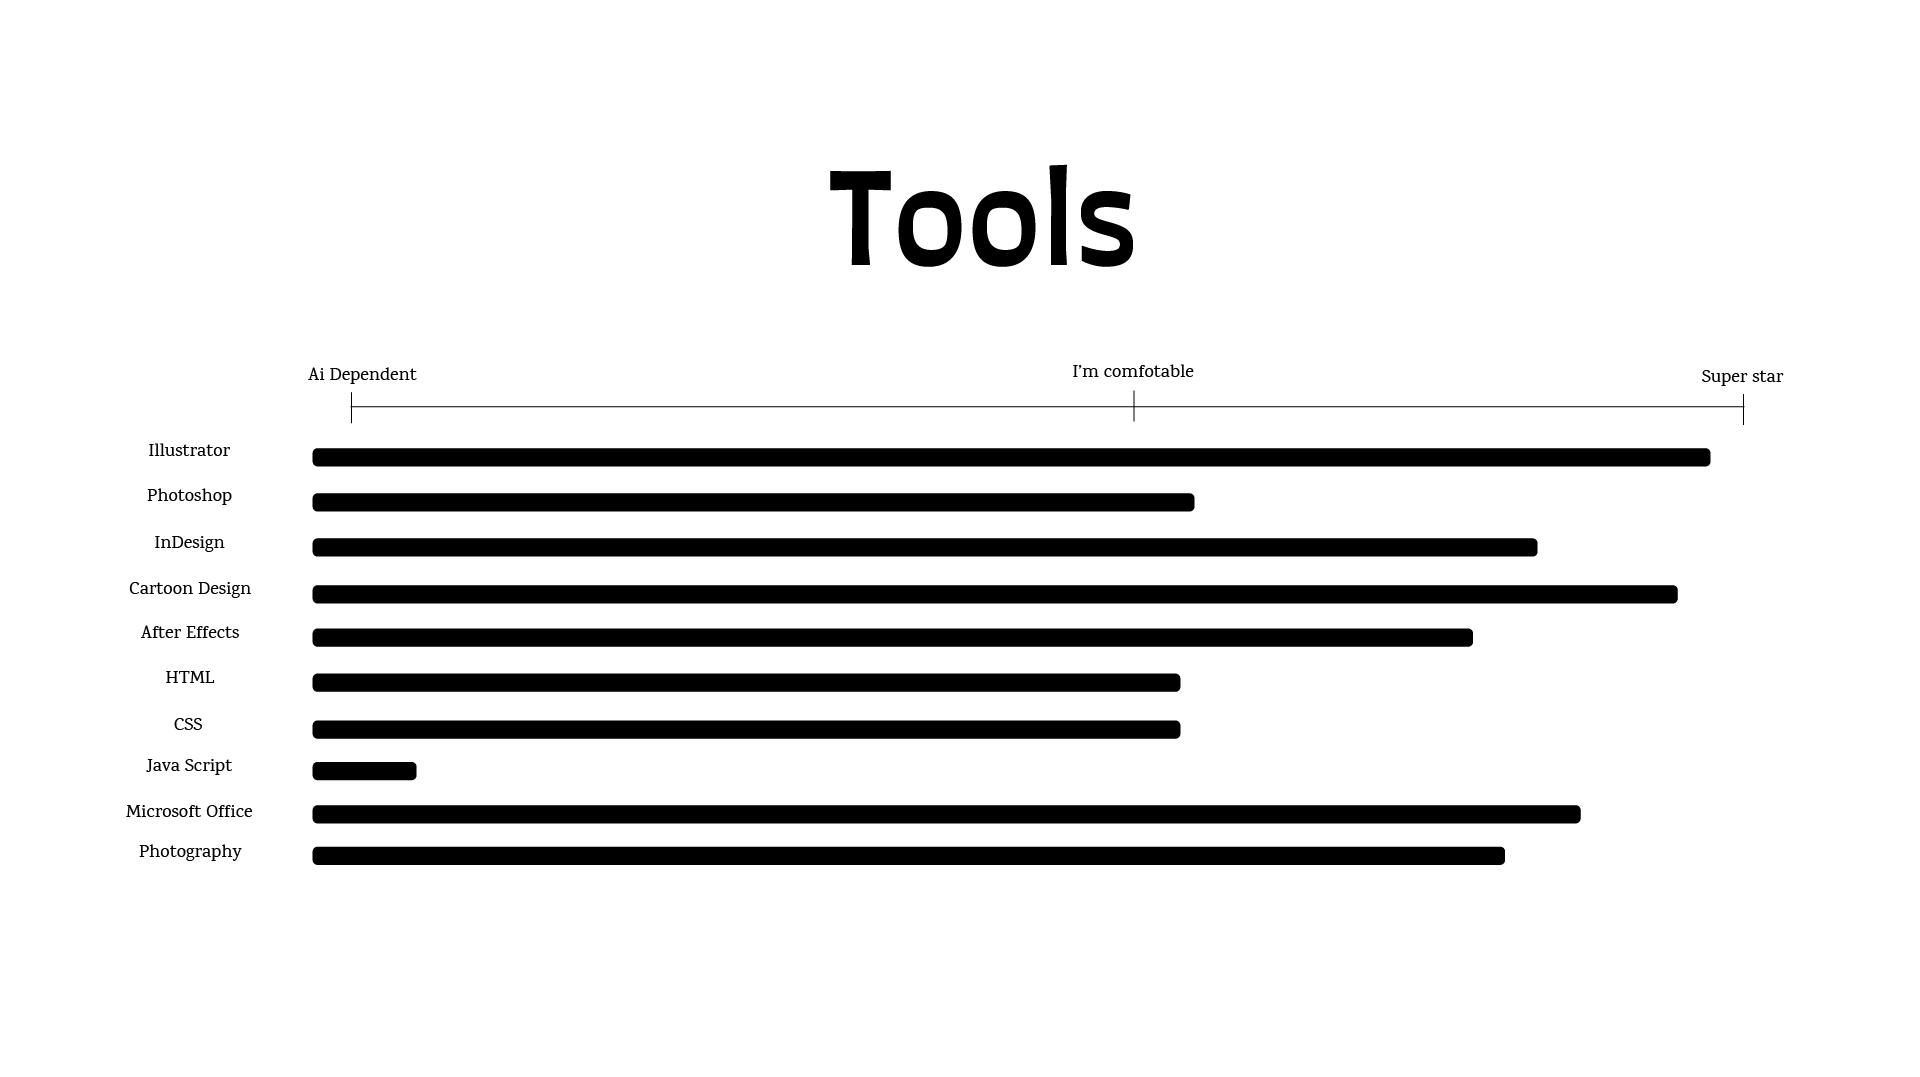 Tools
Ai Dependent
I'm comfotable
Super star
Illustrator
Photoshop
InDesign
Cartoon Design
After Effects
HTML
CSS
Java Script
Microsoft Office
Photography